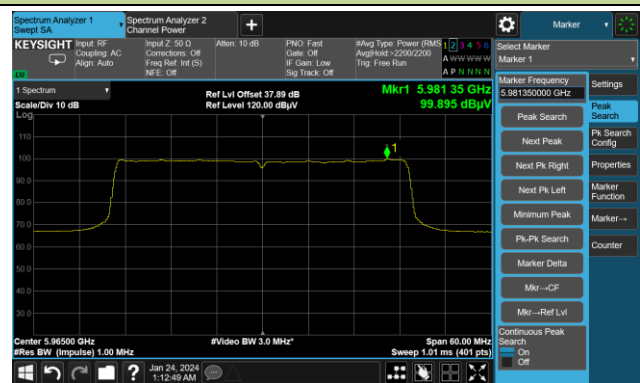 Spectrum Analyzer 1
Swept SA
Spectrum Analyzer 2
Channel Power
Marker
KEYSIGHT
Input: RF
Coupling: AC
Align: Auto
Input Z: 50 Ω
Corrections: Off
Freq Ref: Int (S)
NFE: Off
Atten: 10 dB
PNO: Fast
Gate: Off
IF Gain: Low
Sig Track: Off
#Avg Type: Power (RMS
Avg|Hold:>2200/2200
Trig: Free Run
1 2 3 4 5 6
A W W W W W
A P N N N N
LW
Select Marker
Marker 1
1 Spectrum
Scale/Div 10 dB
Log
Ref Lvl Offset 37.89 dB
Ref Level 120.00 dBµV
Mkr1 5.981 35 GHz
99.895 dBµV
1
110
100
90.0
80.0
70.0
60.0
50.0
40.0
30.0
Center 5.96500 GHz
#Res BW (Impulse) 1.00 MHz
#Video BW 3.0 MHz*
Span 60.00 MHz
Sweep 1.01 ms (401 pts)
Marker Frequency
5.981350000 GHz
Peak Search
Next Peak
Next Pk Right
Next Pk Left
Minimum Peak
Pk-Pk Search
Marker Delta
Mkr→CF
Mkr→Ref Lvl
Continuous Peak
Search
On
Off
Settings
Peak
Search
Pk Search
Config
Properties
Marker
Function
Marker→
Counter
?
Jan 24, 2024
1:12:49 AM